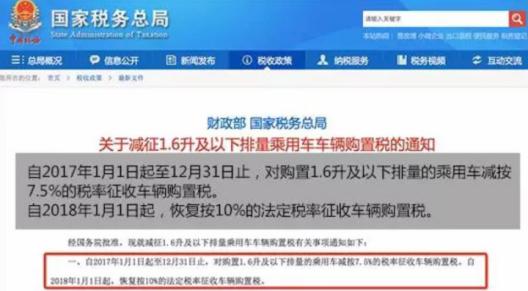 国家税务总局
State Administration of Taxation
请输入关键字
总局概况 信息公开 新闻发布 税收政策 纳税服务 税务视频 互动交流
首页 > 税收政策 > 最新文件
财政部 国家税务总局
关于减征1.6升及以下排量乘用车车辆购置税的通知
自2017年1月1日起至12月31日止，对购置1.6升及以下排量的乘用车减按
7.5%的税率征收车辆购置税。
自2018年1月1日起，恢复按10%的法定税率征收车辆购置税。
经国务院批准，现就减征1.6升及以下排量乘用车车辆购置税有关事项通知如下：
一、自2017年1月1日起至12月31日止，对购置1.6升及以下排量的乘用车减按7.5%的税率征收车辆购置税。自
2018年1月1日起，恢复按10%的法定税率征收车辆购置税。